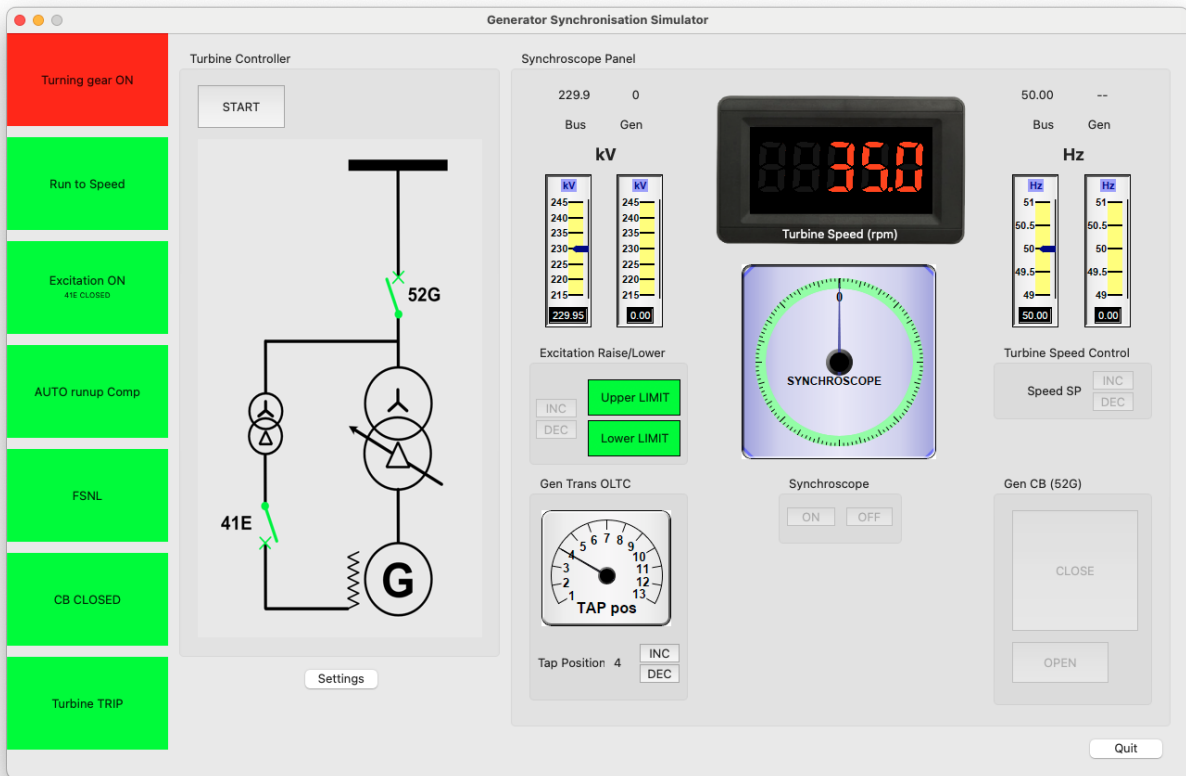 Generator Synchronisation Simulator
Turning gear ON
Run to Speed
Excitation ON
41E CLOSED
AUTO runup Comp
FSNL
CB CLOSED
Turbine TRIP
Turbine Controller
START
52G
41E
G
Settings
Synchroscope Panel
229.9 0
Bus Gen
kV
kV kV
245 245
240 240
235 235
230 230
225 225
220 220
215 215
229.95 0.00
35.0
Turbine Speed (rpm)
50.00 --
Bus Gen
Hz
Hz Hz
51 51
50.5 50.5
50 50
49.5 49.5
49 49
50.00 0.00
Excitation Raise/Lower
INC
DEC
Upper LIMIT
Lower LIMIT
0
SYNCHROSCOPE
Turbine Speed Control
Speed SP
INC
DEC
Gen Trans OLTC
1 2 3 4 5 6 7 8 9 10 11 12 13
TAP pos
Tap Position 4
INC
DEC
Synchroscope
ON OFF
Gen CB (52G)
CLOSE
OPEN
Quit